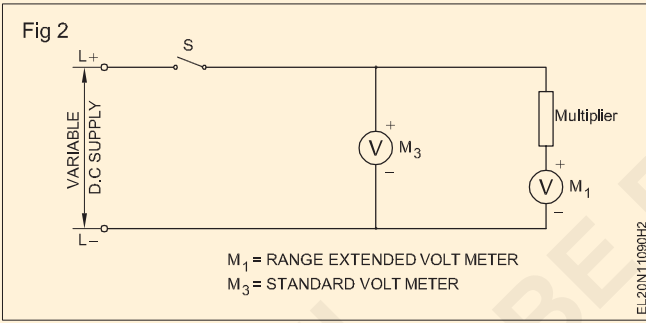 Fig 2
L+
S
VARIABLE
D.C SUPPLY
+
V
M3
–
Multiplier
+
V
M1
–
L–
M1 = RANGE EXTENDED VOLT METER
M3 = STANDARD VOLT METER
EL20N11090H2